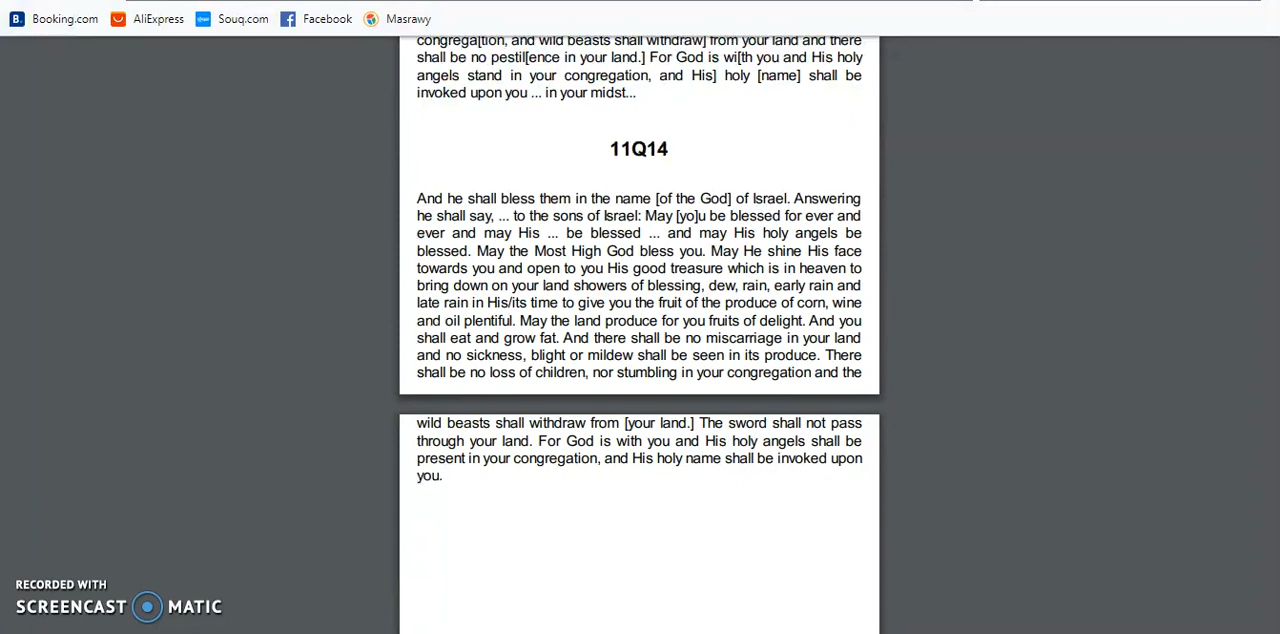 Booking.com AliExpress Souq.com Facebook Masrawy
congrega[tion, and wild beasts shall withdraw] from your land and there
shall be no pestil[ence in your land.] For God is wi[th you and His holy
angels stand in your congregation, and His] holy [name] shall be
invoked upon you ... in your midst...
11Q14
And he shall bless them in the name [of the God] of Israel. Answering
he shall say, ... to the sons of Israel: May [yo]u be blessed for ever and
ever and may His ... be blessed ... and may His holy angels be
blessed. May the Most High God bless you. May He shine His face
towards you and open to you His good treasure which is in heaven to
bring down on your land showers of blessing, dew, rain, early rain and
late rain in His/its time to give you the fruit of the produce of corn, wine
and oil plentiful. May the land produce for you fruits of delight. And you
shall eat and grow fat. And there shall be no miscarriage in your land
and no sickness, blight or mildew shall be seen in its produce. There
shall be no loss of children, nor stumbling in your congregation and the
wild beasts shall withdraw from [your land.] The sword shall not pass
through your land. For God is with you and His holy angels shall be
present in your congregation, and His holy name shall be invoked upon
you.
RECORDED WITH
SCREENCAST MATIC